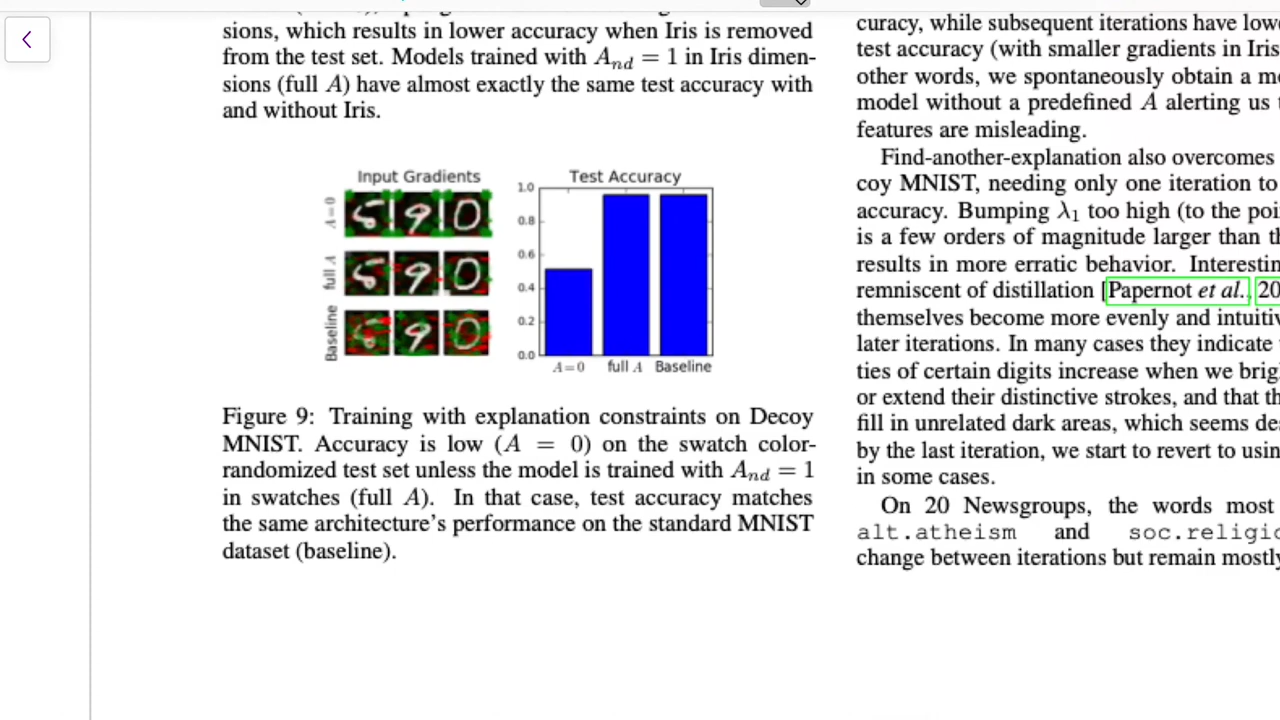 sions, which results in lower accuracy when Iris is removed
from the test set. Models trained with Aₙd = 1 in Iris dimen-
sions (full A) have almost exactly the same test accuracy with
and without Iris.
Input Gradients
A=0
full A
Baseline
Test Accuracy
1.0
0.8
0.6
0.4
0.2
0.0
A=0 full A Baseline
Figure 9: Training with explanation constraints on Decoy
MNIST. Accuracy is low (A = 0) on the swatch color-
randomized test set unless the model is trained with Aₙd = 1
in swatches (full A). In that case, test accuracy matches
the same architecture's performance on the standard MNIST
dataset (baseline).
curacy, while subsequent iterations have low
test accuracy (with smaller gradients in Iris
other words, we spontaneously obtain a m
model without a predefined A alerting us
features are misleading.
Find-another-explanation also overcomes
coy MNIST, needing only one iteration to
accuracy. Bumping λ₁ too high (to the poi
is a few orders of magnitude larger than th
results in more erratic behavior. Interestin
remniscent of distillation [Papernot et al., 20
themselves become more evenly and intuitiv
later iterations. In many cases they indicate
ties of certain digits increase when we brig
or extend their distinctive strokes, and that th
fill in unrelated dark areas, which seems de
by the last iteration, we start to revert to usin
in some cases.
On 20 Newsgroups, the words most
alt.atheism and soc.religi
change between iterations but remain mostly